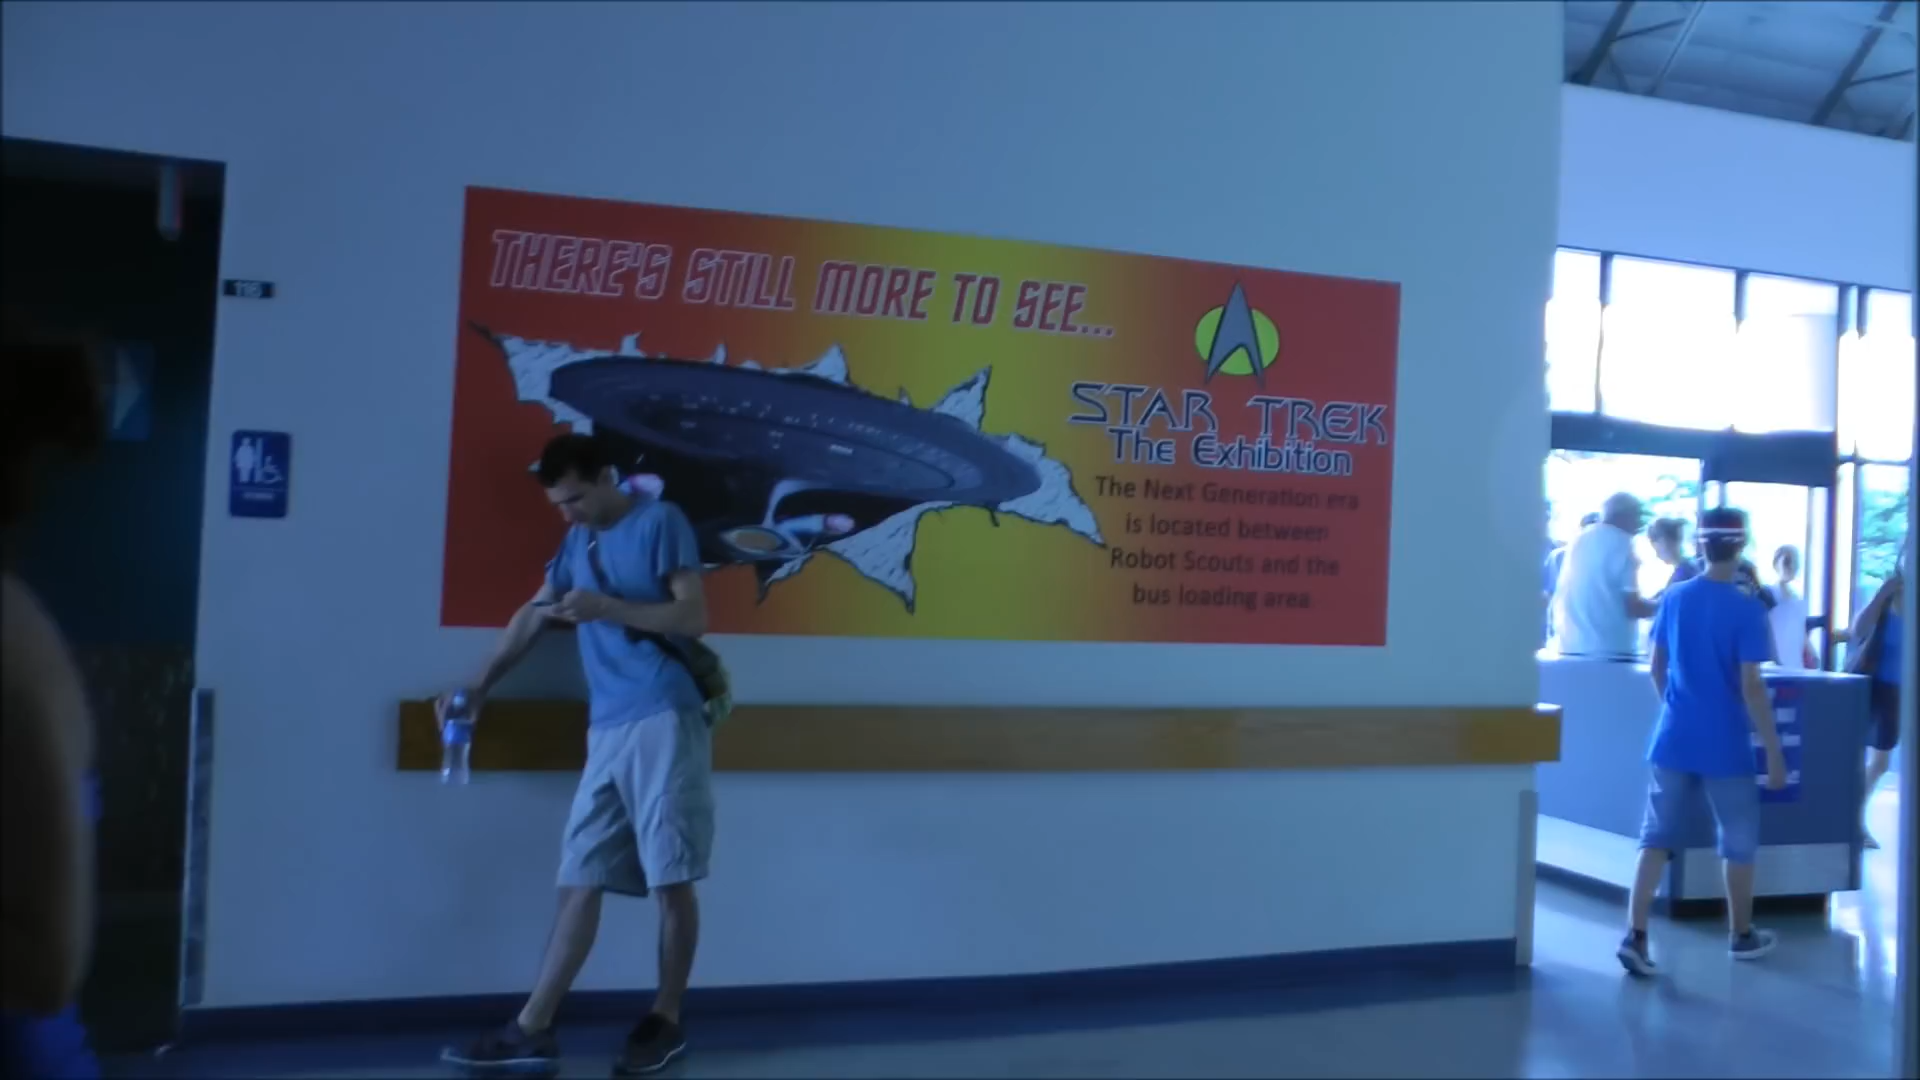 THERE'S STILL MORE TO SEE...
STAR TREK
The Exhibition
The Next Generation era
is located between
Robot Scouts and the
bus loading area.